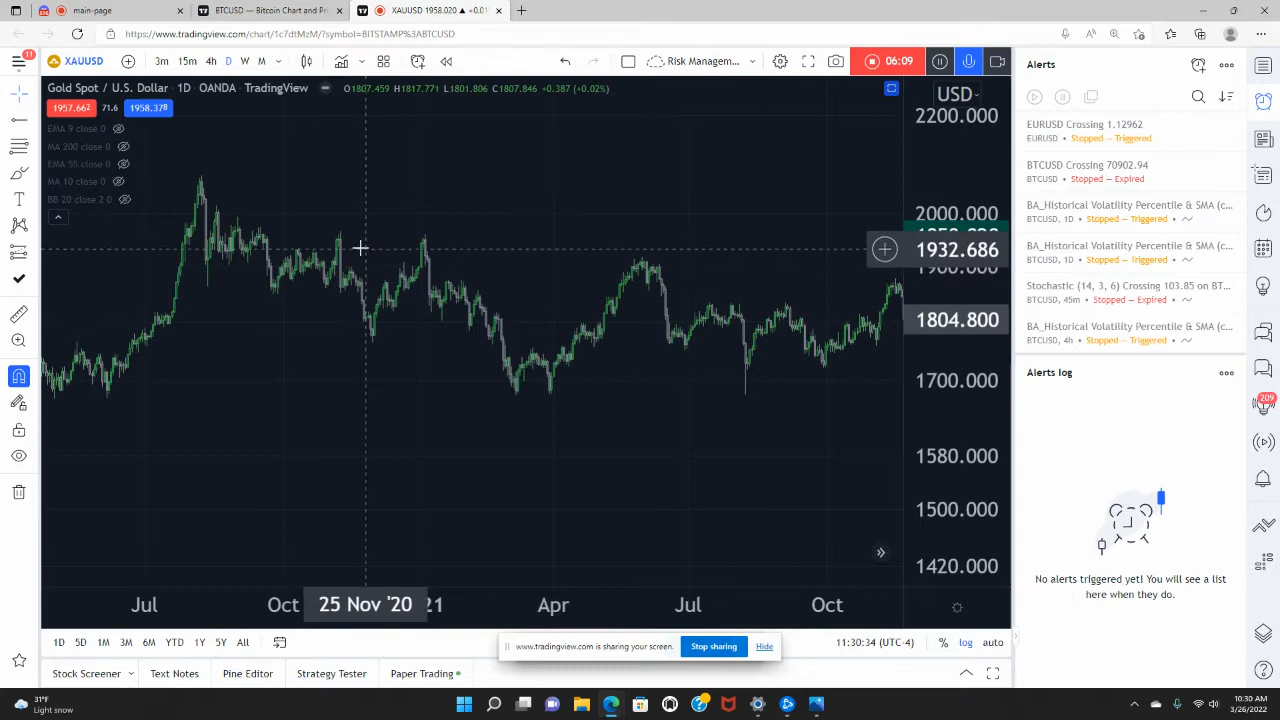 main-page
BTCUSD — Bitcoin Chart and Pric
XAUUSD 1958.020 ▲ +0.01
https://www.tradingview.com/chart/1c7dtMzM/?symbol=BITSTAMP%3ABTCUSD
11
XAUUSD
3m 15m 4h D W M
Risk Managem...
06:09
Alerts
Gold Spot / U.S. Dollar · 1D · OANDA · TradingView
O1807.459 H1817.771 L1801.806 C1807.846 +0.387 (+0.02%)
1957.662 71.6 1958.378
EMA 9 close 0
MA 200 close 0
EMA 55 close 0
MA 10 close 0
BB 20 close 2 0
USD
2200.000
2000.000
1932.686
1804.800
1700.000
1580.000
1500.000
1420.000
Jul Oct 25 Nov '20 21 Apr Jul Oct
EURUSD Crossing 1.12962
EURUSD • Stopped — Triggered
BTCUSD Crossing 70902.94
BTCUSD • Stopped — Expired
BA_Historical Volatility Percentile & SMA (c...
BTCUSD, 1D • Stopped — Triggered •
BA_Historical Volatility Percentile & SMA (c...
BTCUSD, 1D • Stopped — Triggered •
Stochastic (14, 3, 6) Crossing 103.85 on BT...
BTCUSD, 45m • Stopped — Expired •
BA_Historical Volatility Percentile & SMA (c...
BTCUSD, 4h • Stopped — Triggered •
Alerts log
No alerts triggered yet! You will see a list
here when they do.
209
1D 5D 1M 3M 6M YTD 1Y 5Y All
11:30:34 (UTC-4) % log auto
www.tradingview.com is sharing your screen. Stop sharing Hide
Stock Screener Text Notes Pine Editor Strategy Tester Paper Trading
31°F
Light snow
10:30 AM
3/26/2022